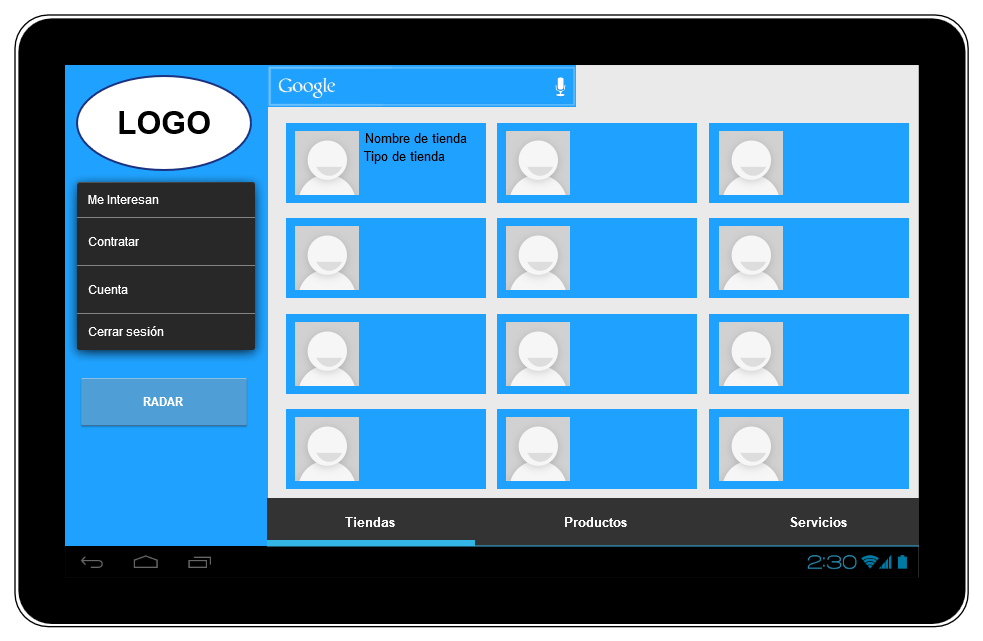 LOGO
Me Interesan
Contratar
Cuenta
Cerrar sesión
RADAR
Google
Nombre de tienda
Tipo de tienda
Tiendas
Productos
Servicios
2:30